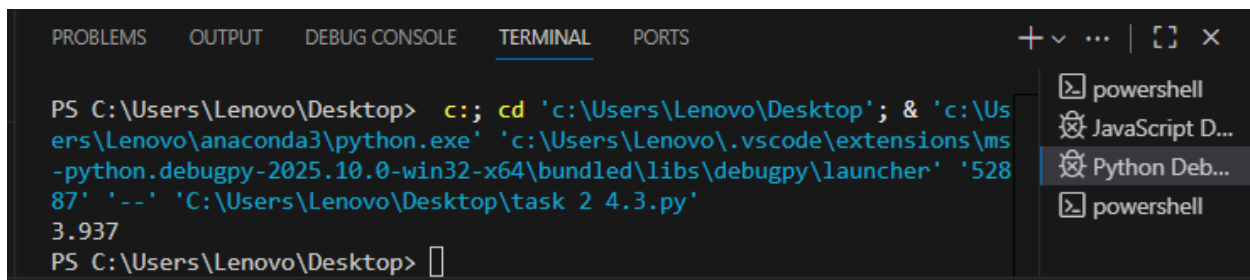 PROBLEMS OUTPUT DEBUG CONSOLE TERMINAL PORTS
PS C:\Users\Lenovo\Desktop>  c:; cd 'c:\Users\Lenovo\Desktop'; & 'c:\Us
ers\Lenovo\anaconda3\python.exe' 'c:\Users\Lenovo\.vscode\extensions\ms
-python.debugpy-2025.10.0-win32-x64\bundled\libs\debugpy\launcher' '528
87' '--' 'C:\Users\Lenovo\Desktop\task 2 4.3.py'
3.937
PS C:\Users\Lenovo\Desktop>
powershell
JavaScript D...
Python Deb...
powershell